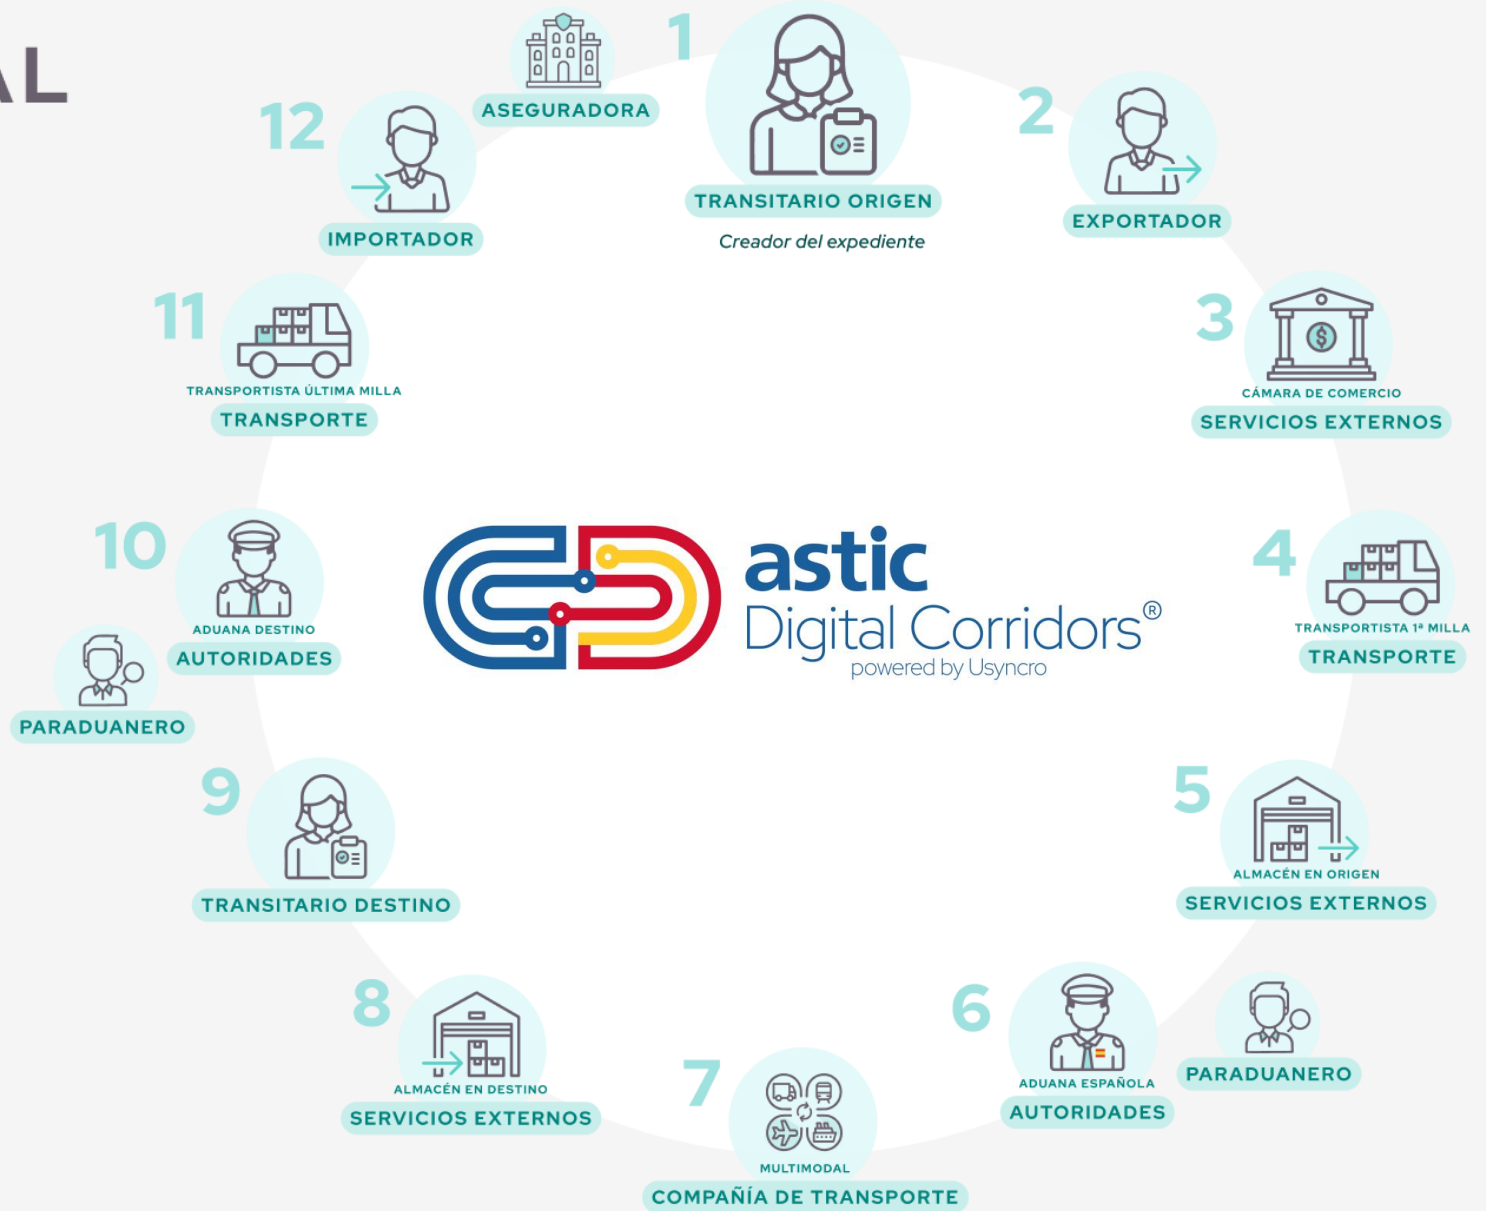 1
TRANSITARIO ORIGEN
Creador del expediente
2
EXPORTADOR
3
CÁMARA DE COMERCIO
SERVICIOS EXTERNOS
4
TRANSPORTISTA 1ª MILLA
TRANSPORTE
5
ALMACÉN EN ORIGEN
SERVICIOS EXTERNOS
6
ADUANA ESPAÑOLA
AUTORIDADES
PARADUANERO
7
MULTIMODAL
COMPAÑÍA DE TRANSPORTE
8
ALMACÉN EN DESTINO
SERVICIOS EXTERNOS
9
TRANSITARIO DESTINO
10
ADUANA DESTINO
AUTORIDADES
PARADUANERO
11
TRANSPORTISTA ÚLTIMA MILLA
TRANSPORTE
12
IMPORTADOR
ASEGURADORA
astic
Digital Corridors®
powered by Usyncro